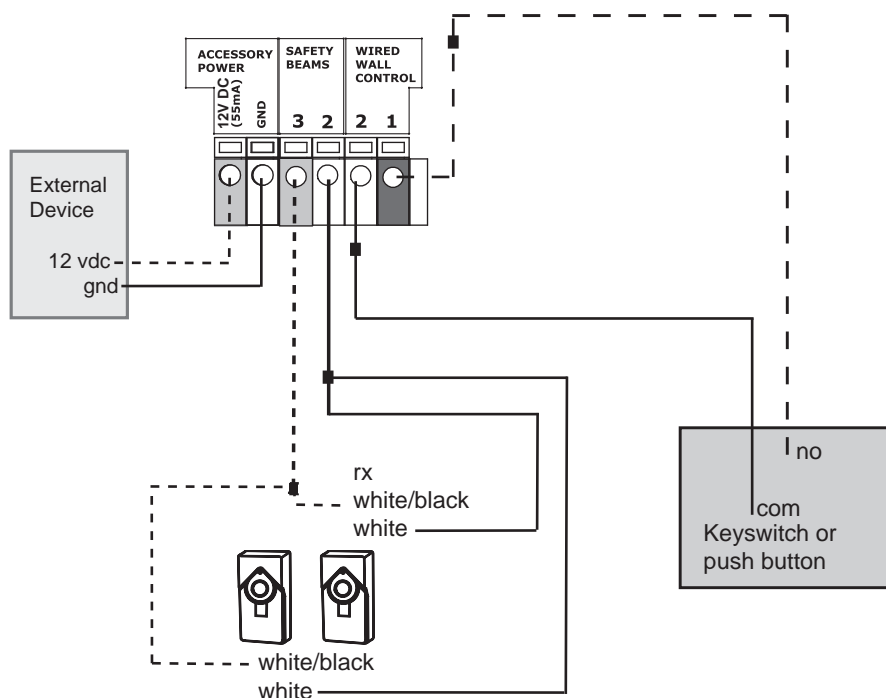 ACCESSORY
POWER
SAFETY
BEAMS
WIRED
WALL
CONTROL
12V DC
(55mA)
GND
3
2
2
1
External
Device
12 vdc
gnd
no
com
Keyswitch or
push button
rx
white/black
white
white/black
white